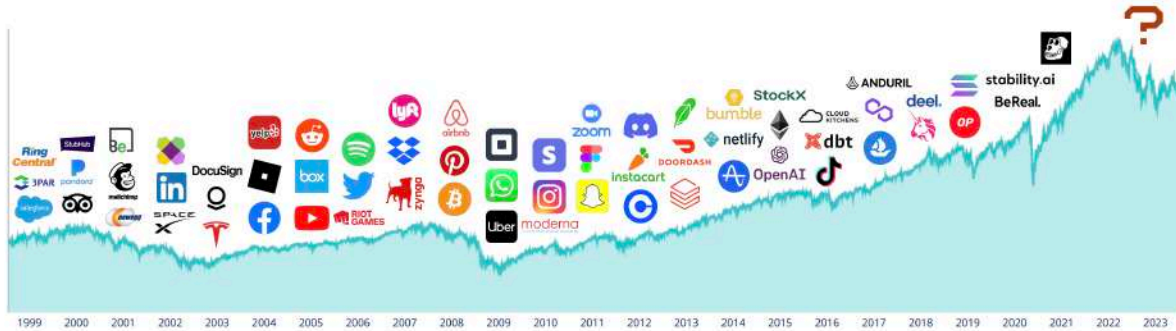 ?
Ring
Central
3PAR
salesforce
StubHub
pandora
Be
mailchimp
in
SPACE
X
DocuSign
yelp
f
box
RIOT
GAMES
lyft
zynga
airbnb
Uber
S
moderna
zoom
instacart
DOORDASH
bumble
netlify
StockX
OpenAI
CLOUD
KITCHENS
dbt
ANDURIL
deel.
OP
stability.ai
BeReal.
1999 2000 2001 2002 2003 2004 2005 2006 2007 2008 2009 2010 2011 2012 2013 2014 2015 2016 2017 2018 2019 2020 2021 2022 2023